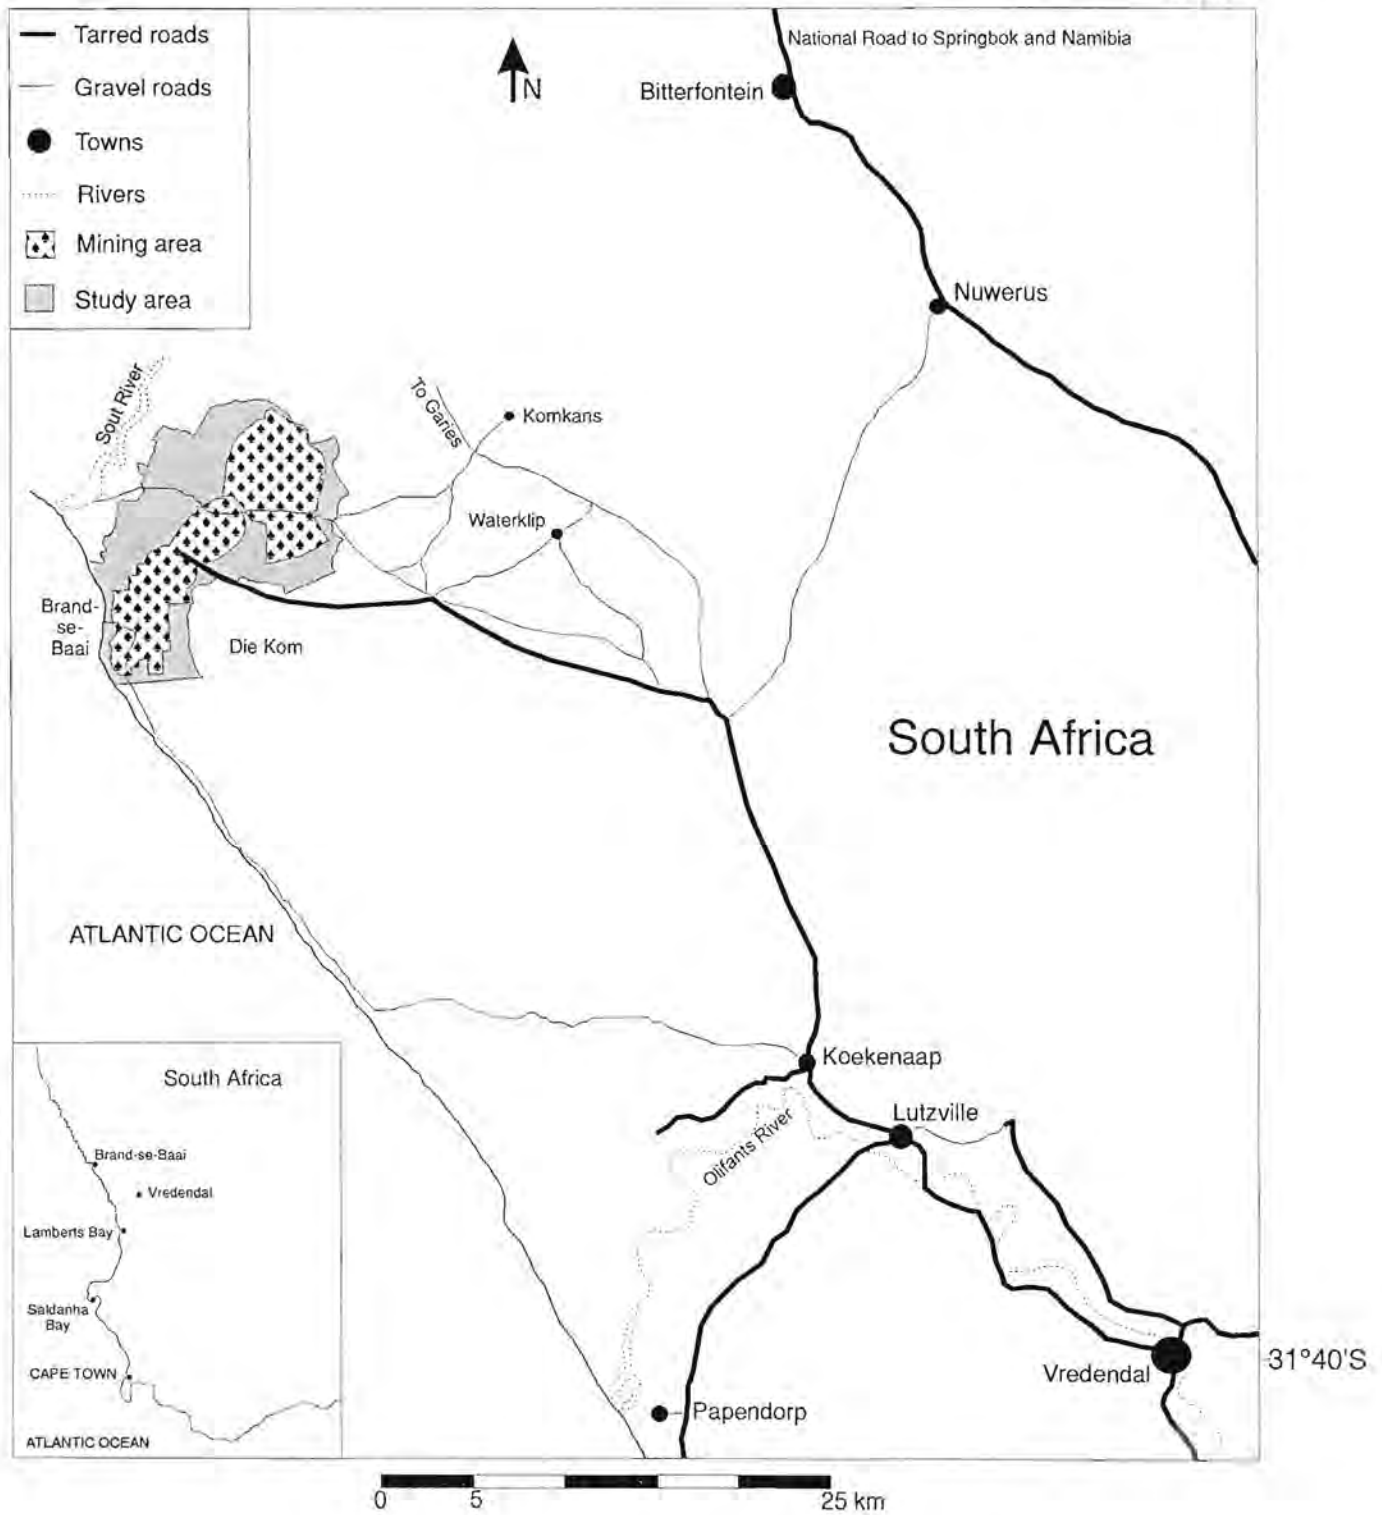 Tarred roads
Gravel roads
Towns
Rivers
Mining area
Study area
N
National Road to Springbok and Namibia
Bitterfontein
Nuwerus
Sout River
To Garies
Komkans
Waterklip
Brand-
se-
Baai
Die Kom
South Africa
ATLANTIC OCEAN
Koekenaap
Lutzville
Olifants River
Vredendal
31°40'S
Papendorp
South Africa
Brand-se-Baai
Vredendal
Lamberts Bay
Saldanha
Bay
CAPE TOWN
ATLANTIC OCEAN
0 5 25 km